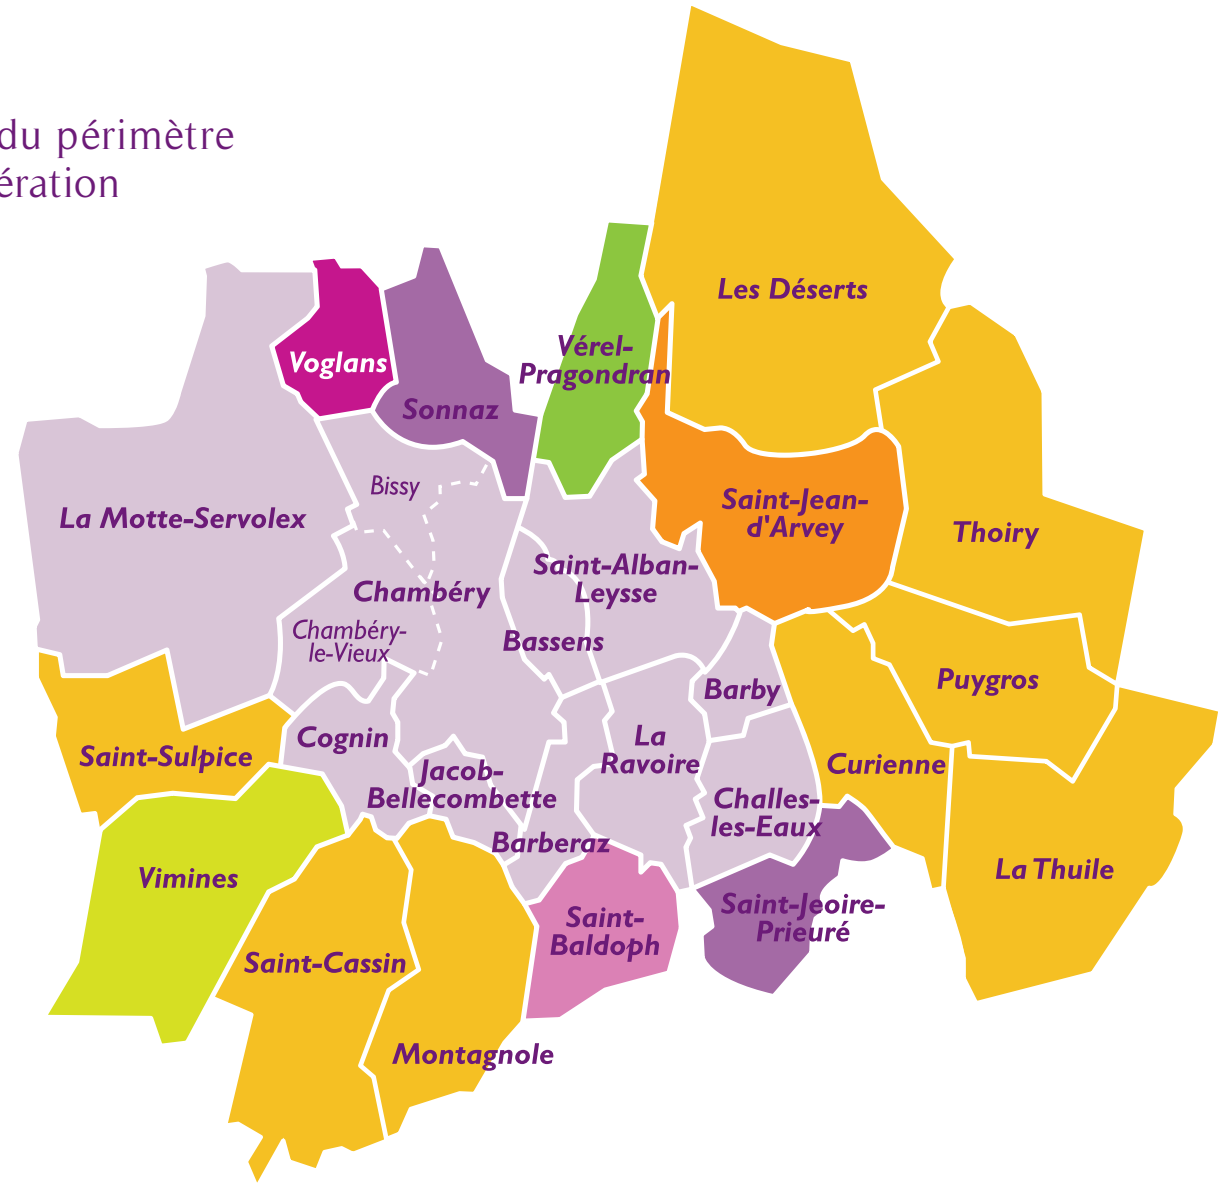 du périmètre
ération
Les Déserts
Vérel-
Pragondran
Voglans
Sonnaz
Bissy
La Motte-Servolex
Saint-Jean-
d'Arvey
Thoiry
Saint-Alban-
Leysse
Chambéry
Chambéry-
le-Vieux
Bassens
Barby
Puygros
Cognin
La
Ravoire
Saint-Sulpice
Curienne
Jacob-
Bellecombette
Challes-
les-Eaux
Barberaz
La Thuile
Vimines
Saint-
Baldoph
Saint-Jeoire-
Prieuré
Saint-Cassin
Montagnole